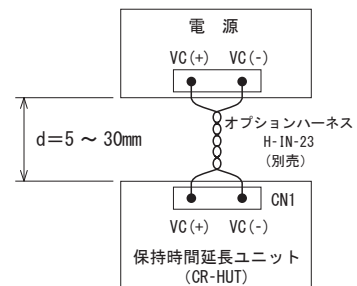 電 源
VC(+) VC(-)
d=5 ~ 30mm
オプションハーネス
H-IN-23
(別売)
CN1
VC(+) VC(-)
保持時間延長ユニット
(CR-HUT)